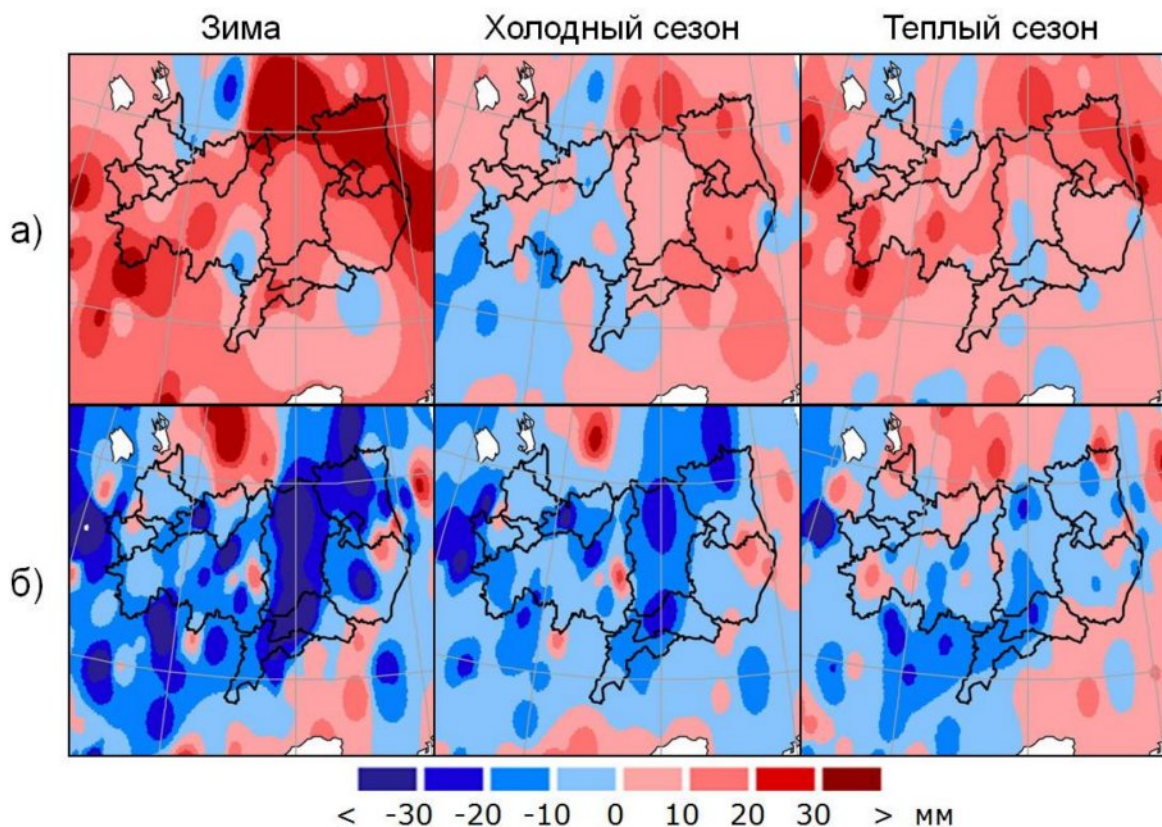 Зима Холодный сезон Теплый сезон
а)
б)
< -30 -20 -10 0 10 20 30 > мм